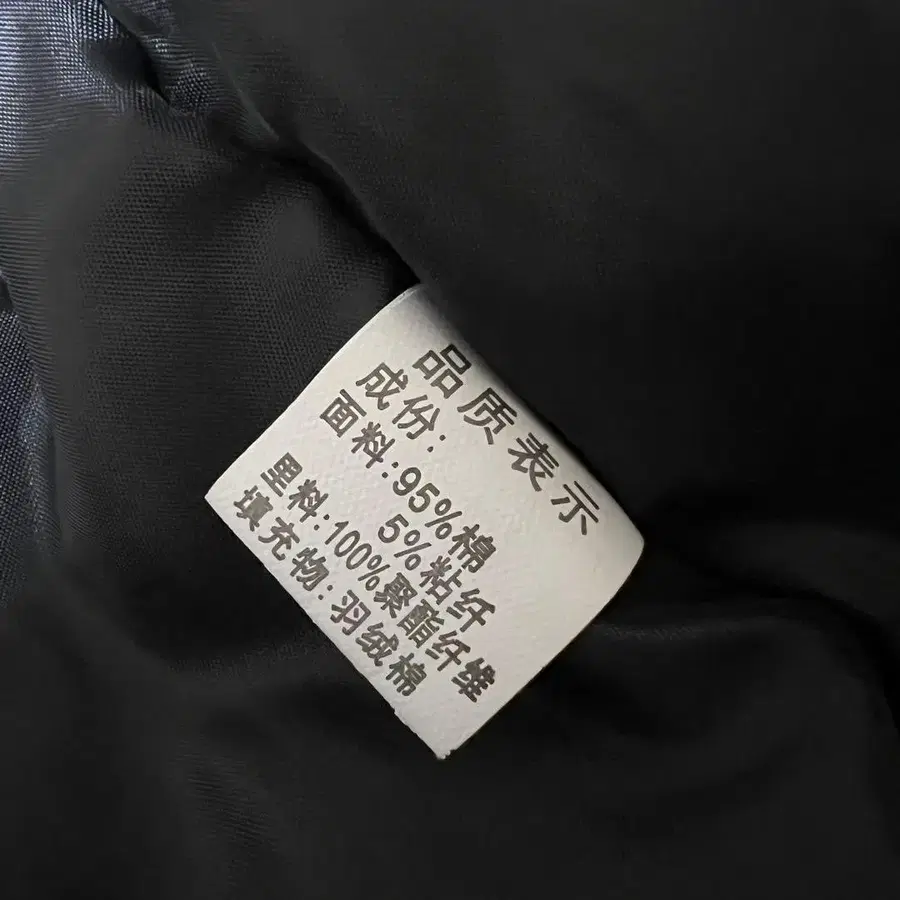 品质表示
成份:
面料:95%棉
5%粘纤
里料:100%聚酯纤维
填充物:羽绒棉